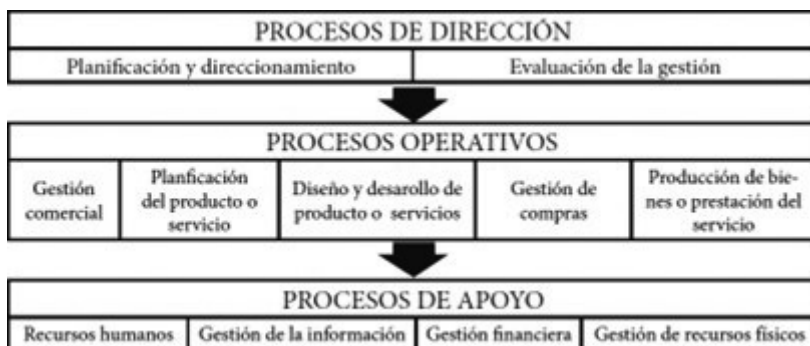 PROCESOS DE DIRECCIÓN
Planificación y direccionamiento
Evaluación de la gestión
PROCESOS OPERATIVOS
Gestión
comercial
Planficación
del producto o
servicio
Diseño y desarollo de
producto o servicios
Gestión de
compras
Producción de bie-
nes o prestación del
servicio
PROCESOS DE APOYO
Recursos humanos
Gestión de la información
Gestión financiera
Gestión de recursos físicos